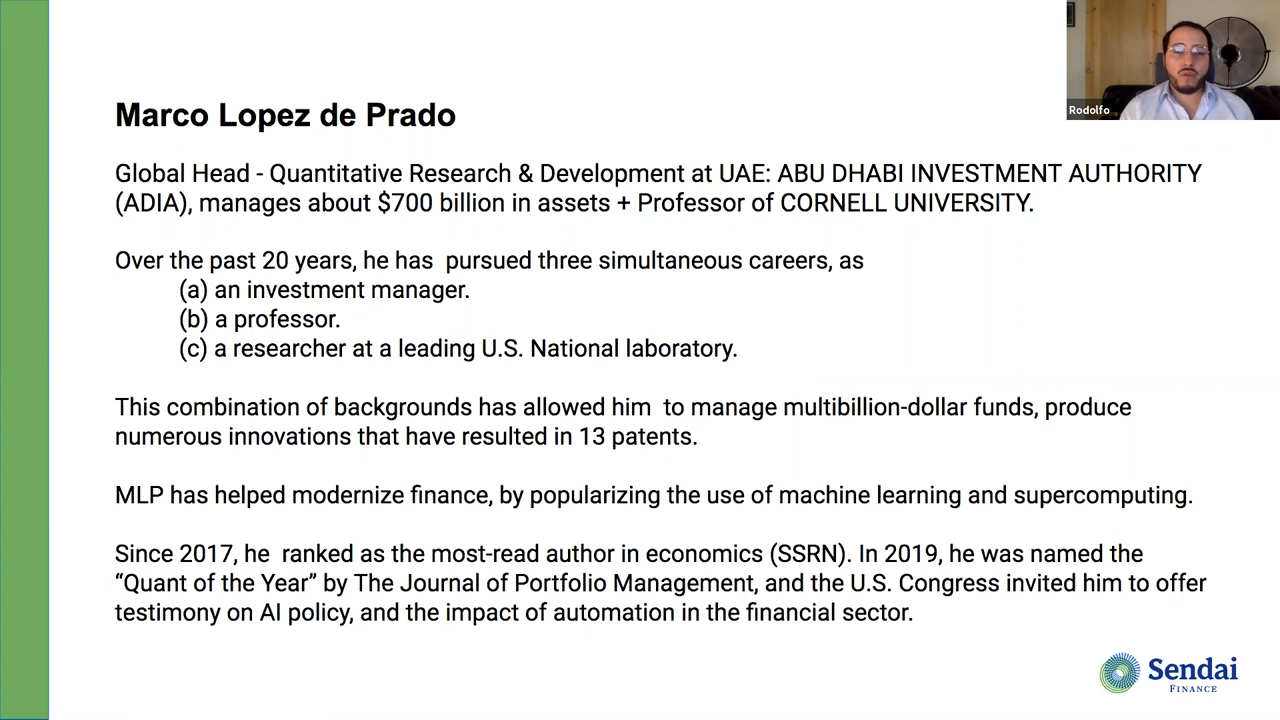 Rodolfo
Marco Lopez de Prado
Global Head - Quantitative Research & Development at UAE: ABU DHABI INVESTMENT AUTHORITY
(ADIA), manages about $700 billion in assets + Professor of CORNELL UNIVERSITY.
Over the past 20 years, he has  pursued three simultaneous careers, as
(a) an investment manager.
(b) a professor.
(c) a researcher at a leading U.S. National laboratory.
This combination of backgrounds has allowed him  to manage multibillion-dollar funds, produce
numerous innovations that have resulted in 13 patents.
MLP has helped modernize finance, by popularizing the use of machine learning and supercomputing.
Since 2017, he  ranked as the most-read author in economics (SSRN). In 2019, he was named the
“Quant of the Year” by The Journal of Portfolio Management, and the U.S. Congress invited him to offer
testimony on AI policy, and the impact of automation in the financial sector.
Sendai
FINANCE